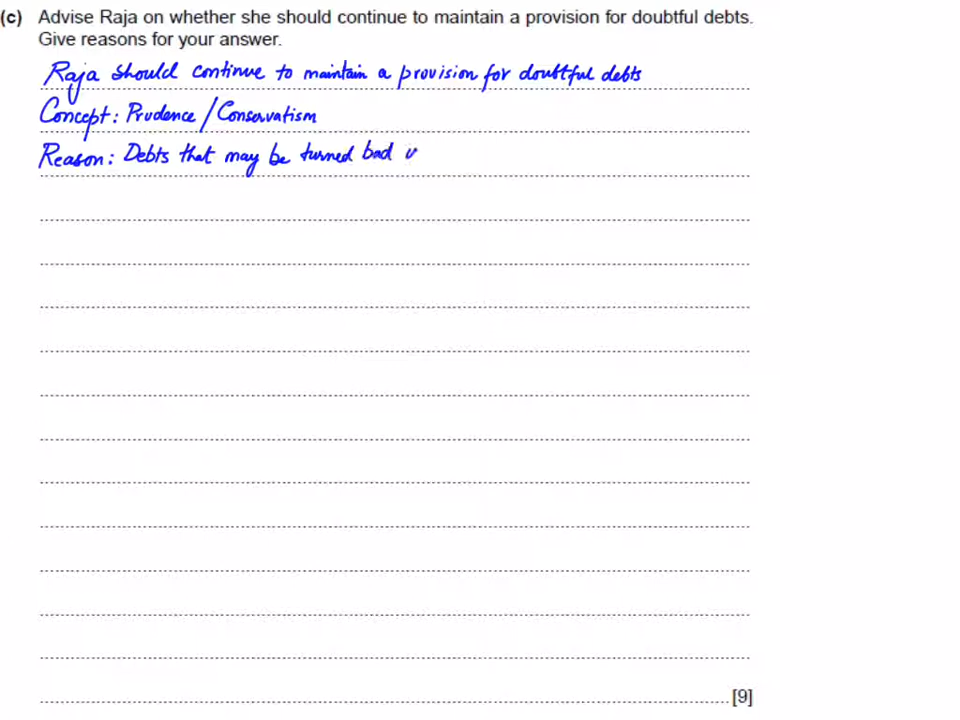 (c) Advise Raja on whether she should continue to maintain a provision for doubtful debts.
Give reasons for your answer.
Raja should continue to maintain a provision for doubtful debts
Concept: Prudence / Conservatism
Reason: Debts that may be turned bad
[9]